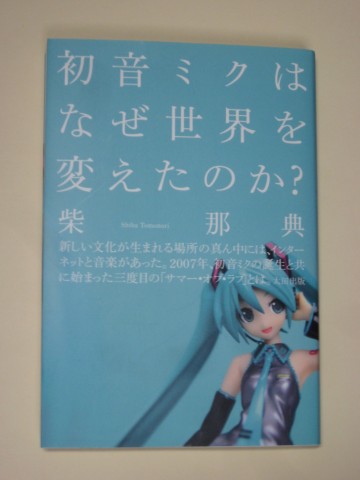 初音ミクは
なぜ世界を
変えたのか?
柴那典
Shiba Tomonori
新しい文化が生まれる場所の真ん中には、インター
ネットと音楽があった。2007年、初音ミクの誕生と共
に始まった三度目の「サマー・オブ・ラブ」とは。太田出版